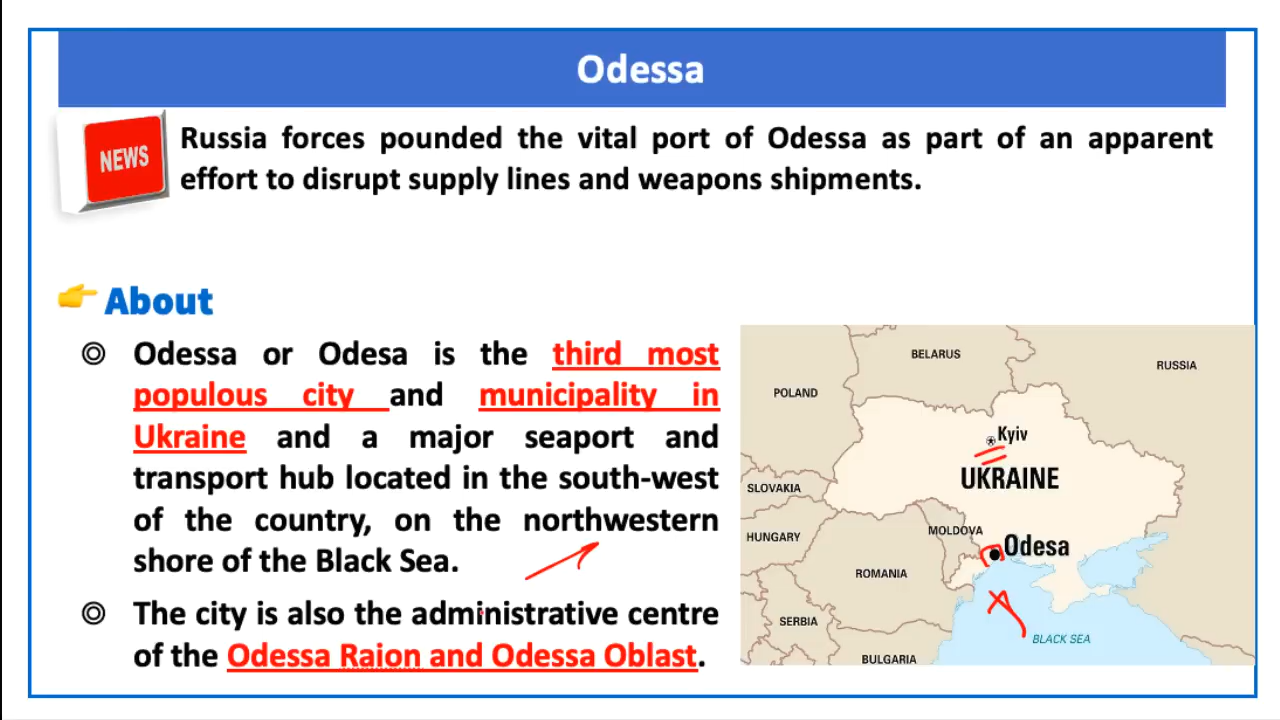 Odessa
NEWS
Russia forces pounded the vital port of Odessa as part of an apparent
effort to disrupt supply lines and weapons shipments.
About
Odessa or Odesa is the third most
populous city and municipality in
Ukraine and a major seaport and
transport hub located in the south-west
of the country, on the northwestern
shore of the Black Sea.
The city is also the administrative centre
of the Odessa Raion and Odessa Oblast.
BELARUS
RUSSIA
POLAND
Kyiv
UKRAINE
SLOVAKIA
HUNGARY
MOLDOVA
Odesa
ROMANIA
SERBIA
BLACK SEA
BULGARIA